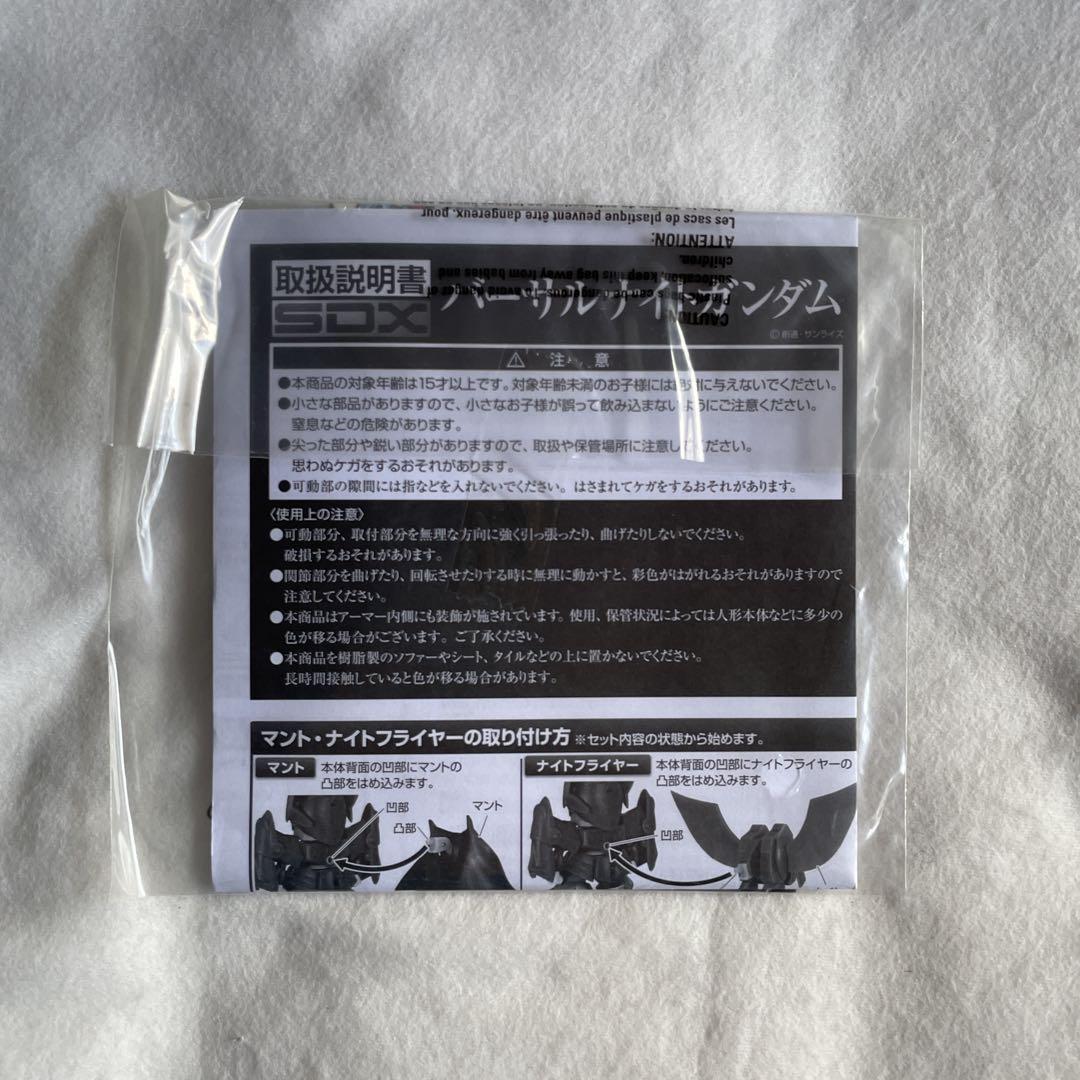 Les sacs de plastique peuvent être dangereux. pour
ATTENTION:
children.
suffocation, keep this bag away from babies and
Plastic bags can be dangerous. To avoid danger of
CAUTION:
取扱説明書
SDX
バーサルナイトガンダム
©創通・サンライズ
⚠ 注 意
●本商品の対象年齢は15才以上です。対象年齢未満のお子様には絶対に与えないでください。
●小さな部品がありますので、小さなお子様が誤って飲み込まないようにご注意ください。
窒息などの危険があります。
●尖った部分や鋭い部分がありますので、取扱や保管場所に注意してください。
思わぬケガをするおそれがあります。
●可動部の隙間には指などを入れないでください。はさまれてケガをするおそれがあります。
〈使用上の注意〉
●可動部分、取付部分を無理な方向に強く引っ張ったり、曲げたりしないでください。
破損するおそれがあります。
●関節部分を曲げたり、回転させたりする時に無理に動かすと、彩色がはがれるおそれがありますので
注意してください。
●本商品はアーマー内側にも装飾が施されています。使用、保管状況によっては人形本体などに多少の
色が移る場合がございます。ご了承ください。
●本商品を樹脂製のソファーやシート、タイルなどの上に置かないでください。
長時間接触していると色が移る場合があります。
マント・ナイトフライヤーの取り付け方 ※セット内容の状態から始めます。
マント
本体背面の凹部にマントの
凸部をはめ込みます。
凹部
凸部
マント
ナイトフライヤー
本体背面の凹部にナイトフライヤーの
凸部をはめ込みます。
凹部